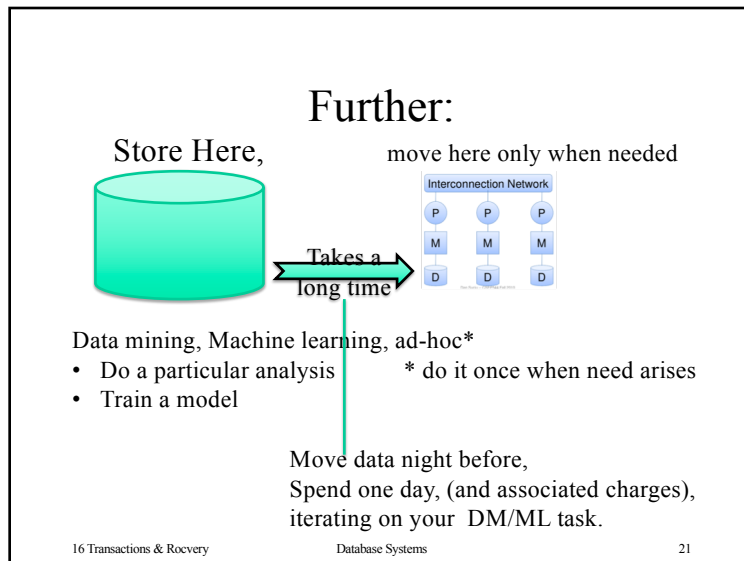 Further:
Store Here,
move here only when needed
Interconnection Network
P P P
M M M
D D D
Takes a
long time
Data mining, Machine learning, ad-hoc*
• Do a particular analysis * do it once when need arises
• Train a model
Move data night before,
Spend one day, (and associated charges),
iterating on your DM/ML task.
16 Transactions & Rocvery Database Systems 21